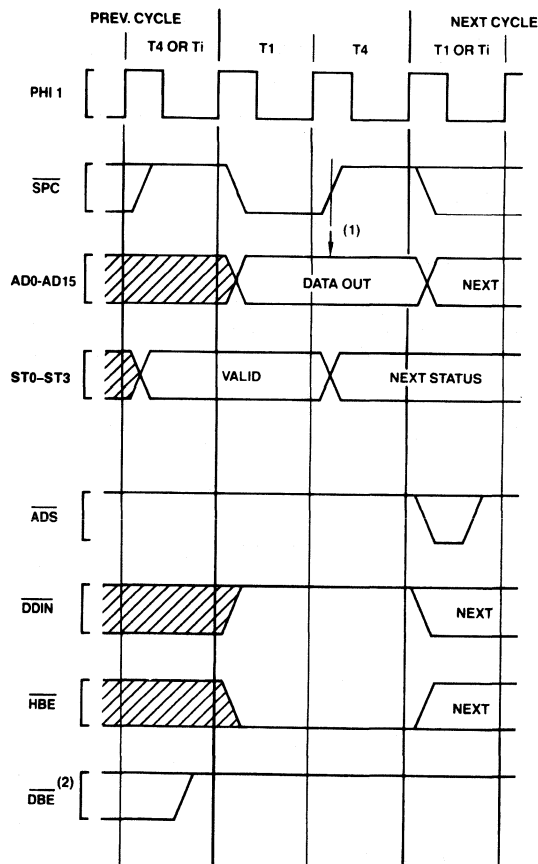 PREV. CYCLE NEXT CYCLE
T4 OR Ti T1 T4 T1 OR Ti
PHI 1
SPC
(1)
AD0-AD15 DATA OUT NEXT
ST0–ST3 VALID NEXT STATUS
ADS
DDIN NEXT
HBE NEXT
DBE (2)